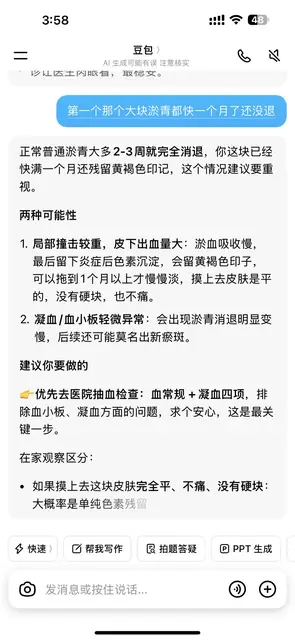 3:58
48
豆包
AI 生成可能有误 注意核实
诊让医生肉眼看，最稳妥。
第一个那个大块淤青都快一个月了还没退
正常普通淤青大多 2-3 周就完全消退，你这块已经
快满一个月还残留黄褐色印记，这个情况建议要重
视。
两种可能性
1. 局部撞击较重，皮下出血量大：淤血吸收慢，
最后留下炎症后色素沉淀，会留黄褐色印子，
可以拖到 1 个月以上才慢慢淡，摸上去皮肤是平
的，没有硬块，也不痛。
2. 凝血/血小板轻微异常：会出现淤青消退明显变
慢，后续还可能莫名出新瘀斑。
建议你要做的
👉优先去医院抽血检查：血常规 + 凝血四项，排
除血小板、凝血方面的问题，求个安心，这是最关
键一步。
在家观察区分：
• 如果摸上去这块皮肤完全平、不痛、没有硬块：
大概率是单纯色素残留
快速
帮我写作
拍题答疑
PPT 生成
发消息或按住说话...